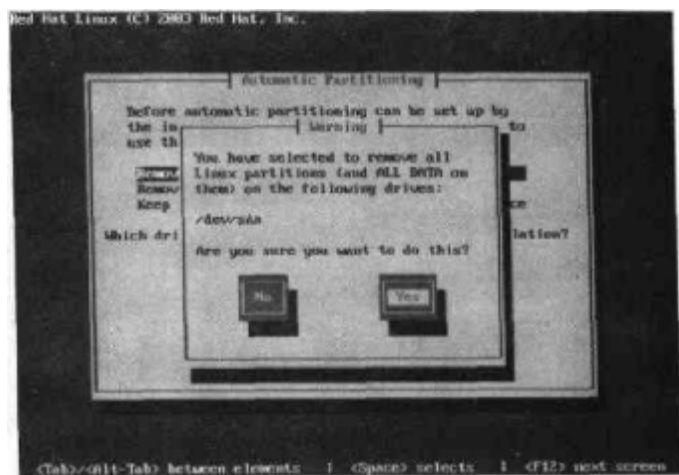 Red Hat Linux (C) 2003 Red Hat, Inc.
Automatic Partitioning
Before automatic partitioning can be set up by
the in to
use th
Warning
You have selected to remove all
Linux partitions (and ALL DATA on
them) on the following drives:
/dev/sda
Are you sure you want to do this?
No Yes
Remov
Remov
Keep ce
Which dri lation?
<Tab>/<Alt-Tab> between elements | <Space> selects | <F12> next screen